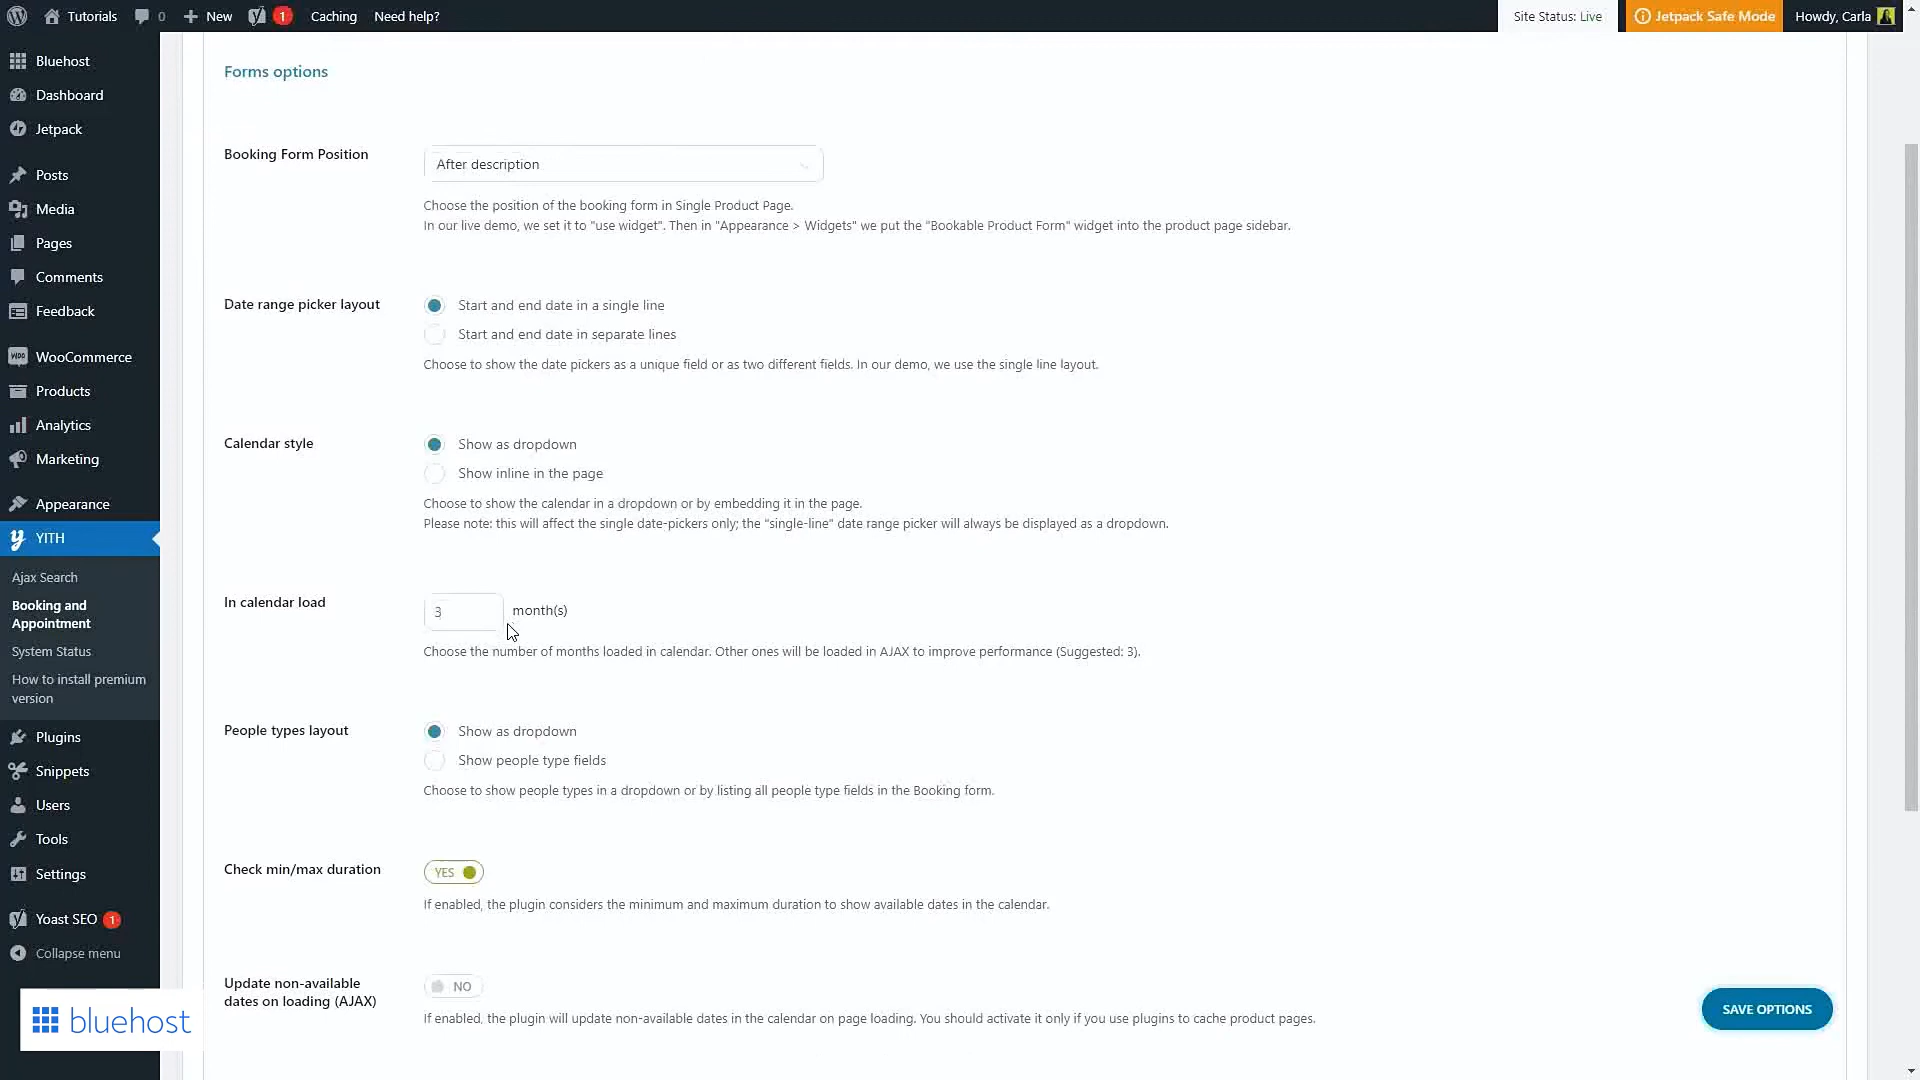 Tutorials
0
New
1
Caching
Need help?
Site Status: Live
Jetpack Safe Mode
Howdy, Carla
Bluehost
Dashboard
Jetpack
Posts
Media
Pages
Comments
Feedback
WooCommerce
Products
Analytics
Marketing
Appearance
YITH
Ajax Search
Booking and
Appointment
System Status
How to install premium
version
Plugins
Snippets
Users
Tools
Settings
Yoast SEO 1
Collapse menu
bluehost
Forms options
Booking Form Position
After description
Choose the position of the booking form in Single Product Page.
In our live demo, we set it to "use widget". Then in "Appearance > Widgets" we put the "Bookable Product Form" widget into the product page sidebar.
Date range picker layout
Start and end date in a single line
Start and end date in separate lines
Choose to show the date pickers as a unique field or as two different fields. In our demo, we use the single line layout.
Calendar style
Show as dropdown
Show inline in the page
Choose to show the calendar in a dropdown or by embedding it in the page.
Please note: this will affect the single date-pickers only; the "single-line" date range picker will always be displayed as a dropdown.
In calendar load
3
month(s)
Choose the number of months loaded in calendar. Other ones will be loaded in AJAX to improve performance (Suggested: 3).
People types layout
Show as dropdown
Show people type fields
Choose to show people types in a dropdown or by listing all people type fields in the Booking form.
Check min/max duration
YES
If enabled, the plugin considers the minimum and maximum duration to show available dates in the calendar.
Update non-available
dates on loading (AJAX)
NO
If enabled, the plugin will update non-available dates in the calendar on page loading. You should activate it only if you use plugins to cache product pages.
SAVE OPTIONS